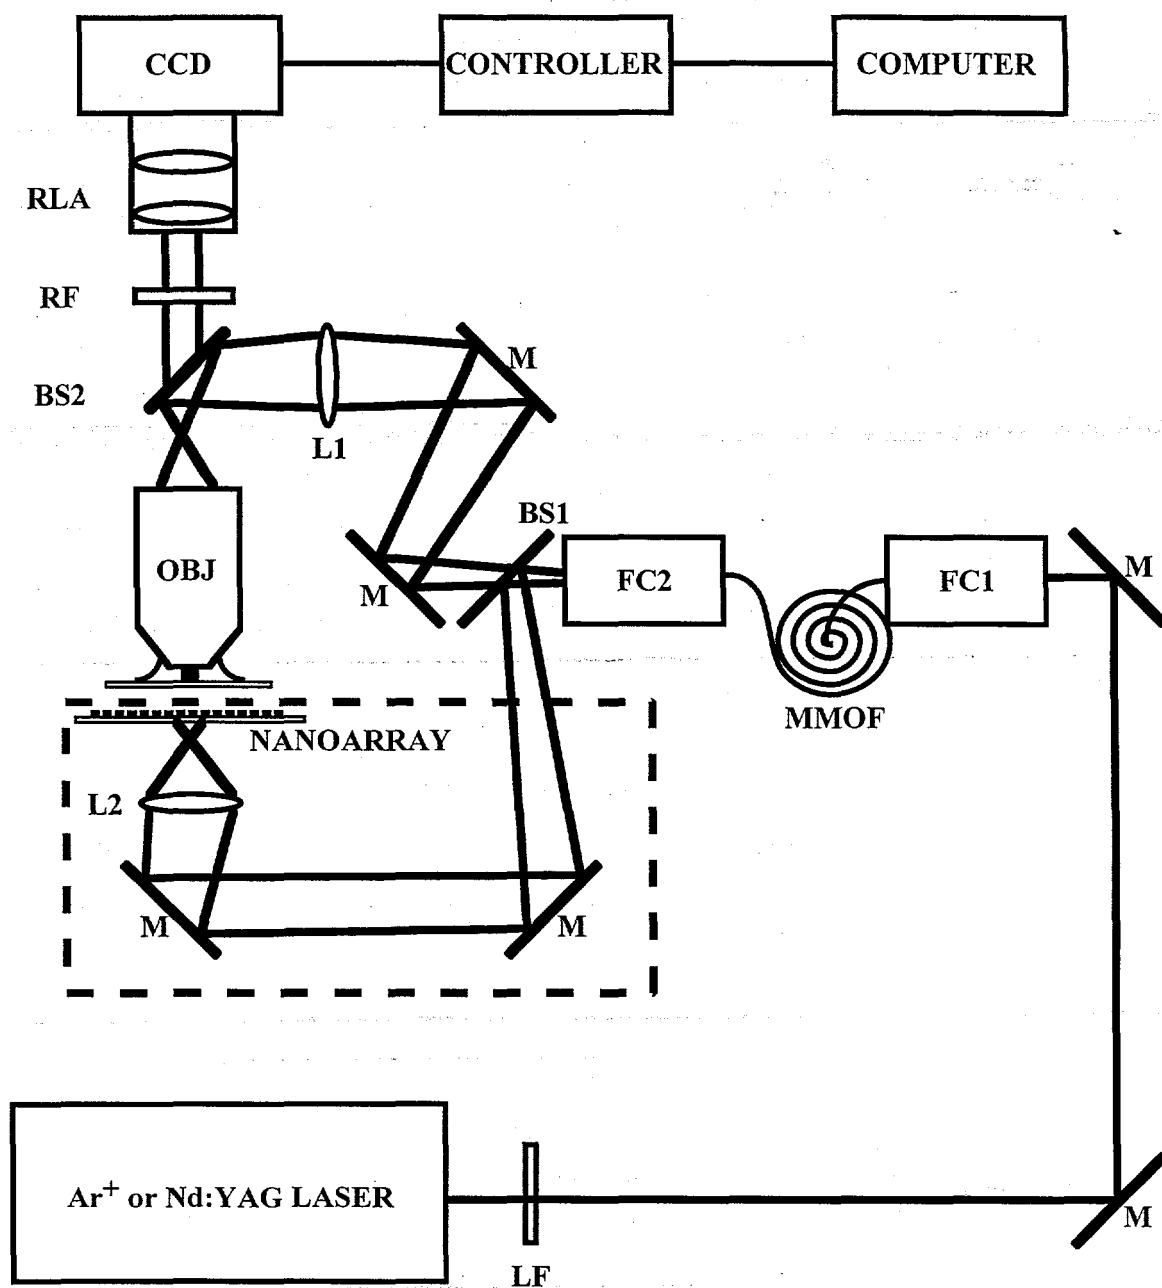 CCD
CONTROLLER
COMPUTER
RLA
RF
BS2
L1
M
BS1
OBJ
M
FC2
FC1
M
MMOF
NANOARRAY
L2
M
M
Ar+ or Nd:YAG LASER
LF
M